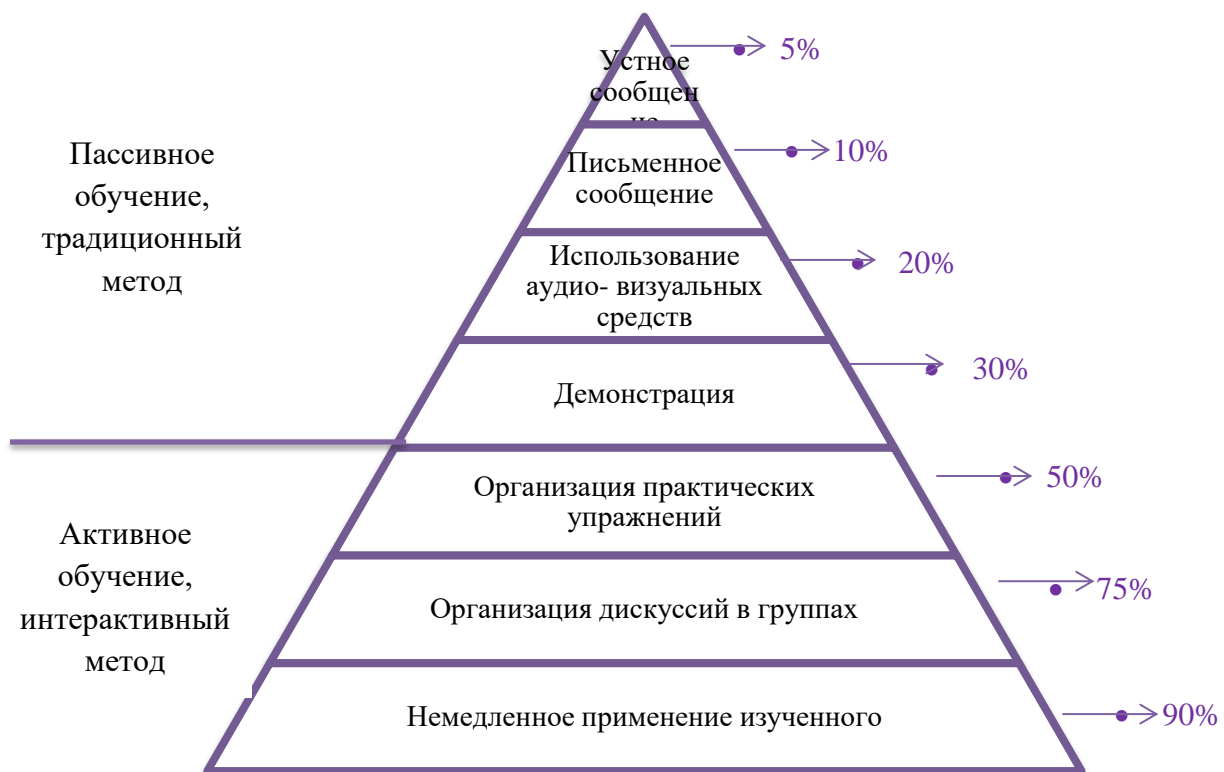 Устное
сообщен
ие
5%
Письменное
сообщение
10%
Использование
аудио- визуальных
средств
20%
Демонстрация
30%
Пассивное
обучение,
традиционный
метод
Организация практических
упражнений
50%
Организация дискуссий в группах
75%
Немедленное применение изученного
90%
Активное
обучение,
интерактивный
метод